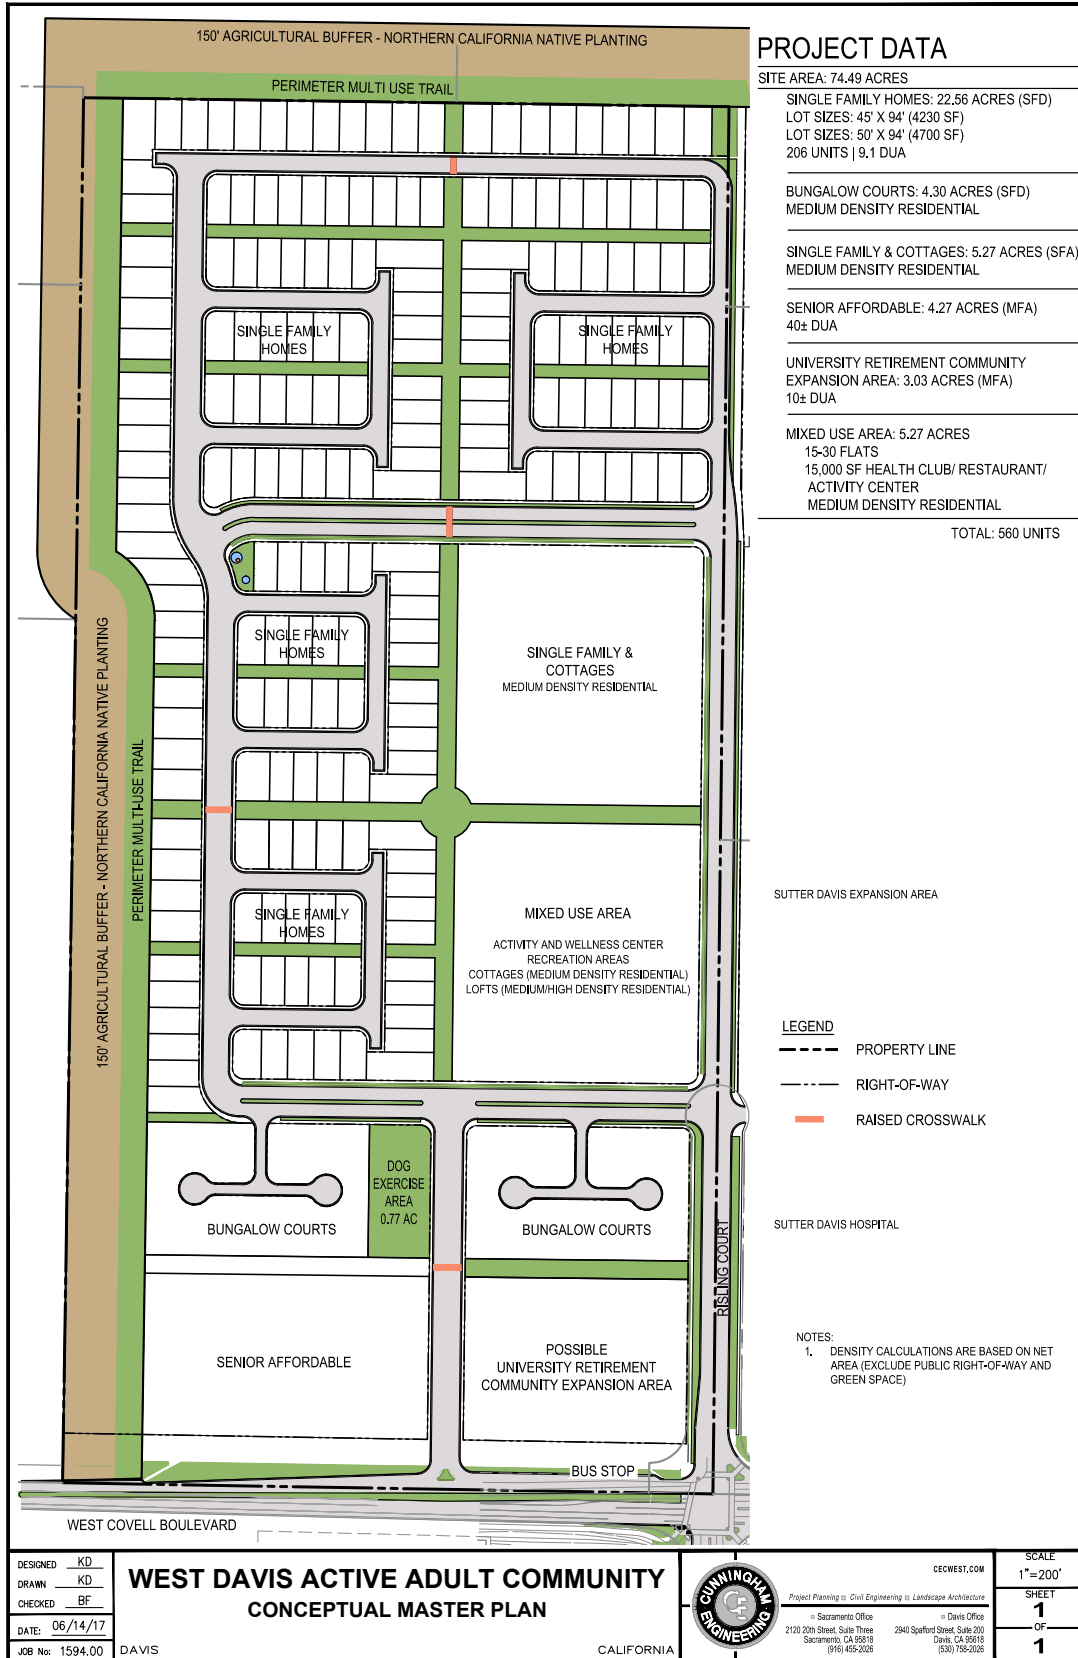 150' AGRICULTURAL BUFFER - NORTHERN CALIFORNIA NATIVE PLANTING
PERIMETER MULTI USE TRAIL
PROJECT DATA
SITE AREA: 74.49 ACRES
SINGLE FAMILY HOMES: 22.56 ACRES (SFD)
LOT SIZES: 45' X 94' (4230 SF)
LOT SIZES: 50' X 94' (4700 SF)
206 UNITS | 9.1 DUA
BUNGALOW COURTS: 4.30 ACRES (SFD)
MEDIUM DENSITY RESIDENTIAL
SINGLE FAMILY & COTTAGES: 5.27 ACRES (SFA)
MEDIUM DENSITY RESIDENTIAL
SENIOR AFFORDABLE: 4.27 ACRES (MFA)
40± DUA
UNIVERSITY RETIREMENT COMMUNITY
EXPANSION AREA: 3.03 ACRES (MFA)
10± DUA
MIXED USE AREA: 5.27 ACRES
15-30 FLATS
15,000 SF HEALTH CLUB/ RESTAURANT/
ACTIVITY CENTER
MEDIUM DENSITY RESIDENTIAL
TOTAL: 560 UNITS
SINGLE FAMILY
HOMES
SINGLE FAMILY
HOMES
SINGLE FAMILY
HOMES
SINGLE FAMILY &
COTTAGES
MEDIUM DENSITY RESIDENTIAL
150' AGRICULTURAL BUFFER - NORTHERN CALIFORNIA NATIVE PLANTING
PERIMETER MULTI-USE TRAIL
SINGLE FAMILY
HOMES
MIXED USE AREA
ACTIVITY AND WELLNESS CENTER
RECREATION AREAS
COTTAGES (MEDIUM DENSITY RESIDENTIAL)
LOFTS (MEDIUM/HIGH DENSITY RESIDENTIAL)
SUTTER DAVIS EXPANSION AREA
LEGEND
PROPERTY LINE
RIGHT-OF-WAY
RAISED CROSSWALK
DOG
EXERCISE
AREA
0.77 AC
BUNGALOW COURTS
BUNGALOW COURTS
RISLING COURT
SUTTER DAVIS HOSPITAL
SENIOR AFFORDABLE
POSSIBLE
UNIVERSITY RETIREMENT
COMMUNITY EXPANSION AREA
NOTES:
1. DENSITY CALCULATIONS ARE BASED ON NET
AREA (EXCLUDE PUBLIC RIGHT-OF-WAY AND
GREEN SPACE)
BUS STOP
WEST COVELL BOULEVARD
DESIGNED KD
DRAWN KD
CHECKED BF
DATE: 06/14/17
JOB No: 1594.00
WEST DAVIS ACTIVE ADULT COMMUNITY
CONCEPTUAL MASTER PLAN
DAVIS CALIFORNIA
CUNNINGHAM
ENGINEERING
CECWEST.COM
Project Planning Civil Engineering Landscape Architecture
Sacramento Office
2120 20th Street, Suite Three
Sacramento, CA 95818
(916) 455-2026
Davis Office
2940 Spafford Street, Suite 200
Davis, CA 95618
(530) 758-2026
SCALE
1"=200'
SHEET
1
OF
1